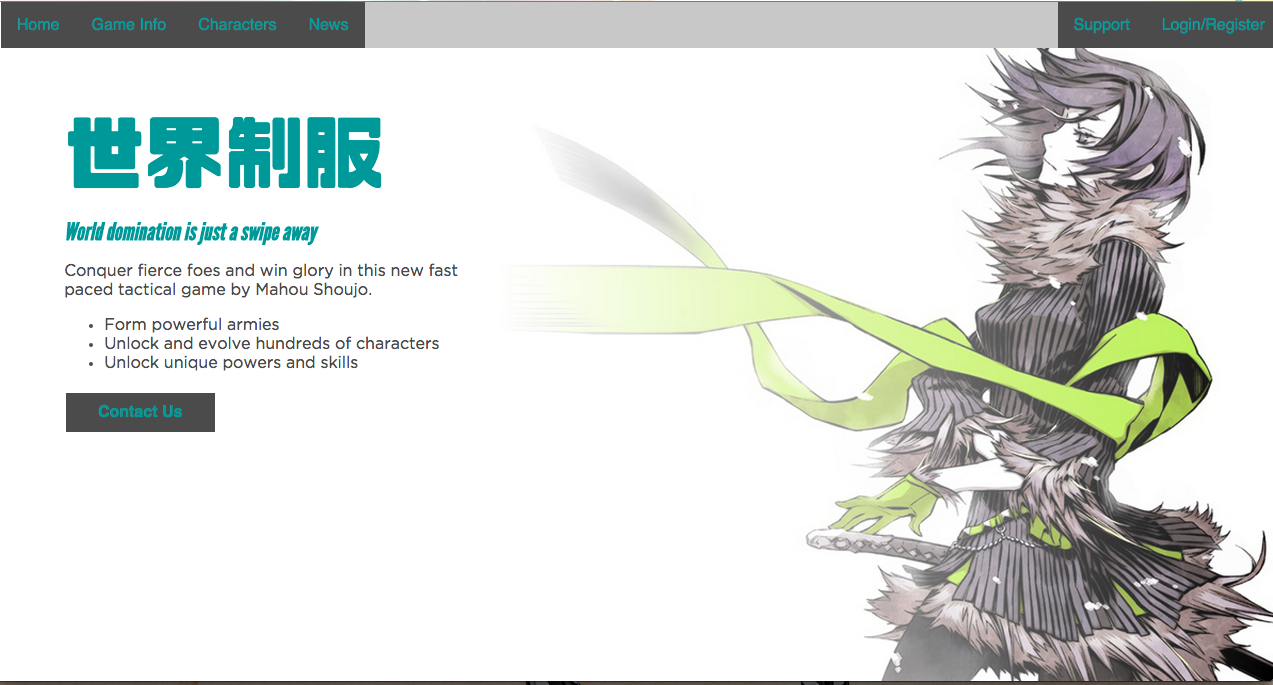 Home Game Info Characters News Support Login/Register
世界制服
World domination is just a swipe away
Conquer fierce foes and win glory in this new fast
paced tactical game by Mahou Shoujo.
• Form powerful armies
• Unlock and evolve hundreds of characters
• Unlock unique powers and skills
Contact Us